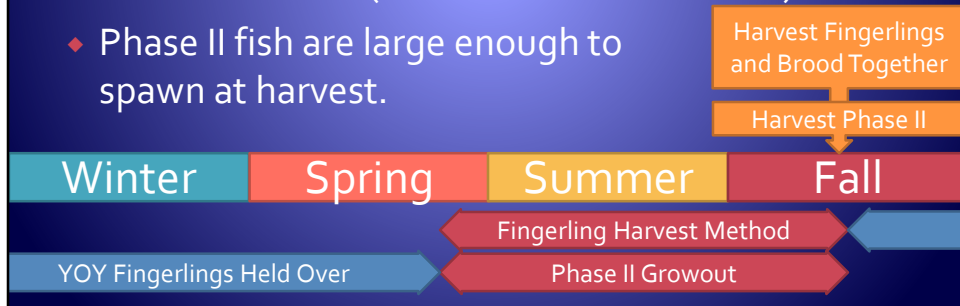 Phase II fish are large enough to
spawn at harvest.
Harvest Fingerlings
and Brood Together
Harvest Phase II
Winter
Spring
Summer
Fall
Fingerling Harvest Method
YOY Fingerlings Held Over
Phase II Growout